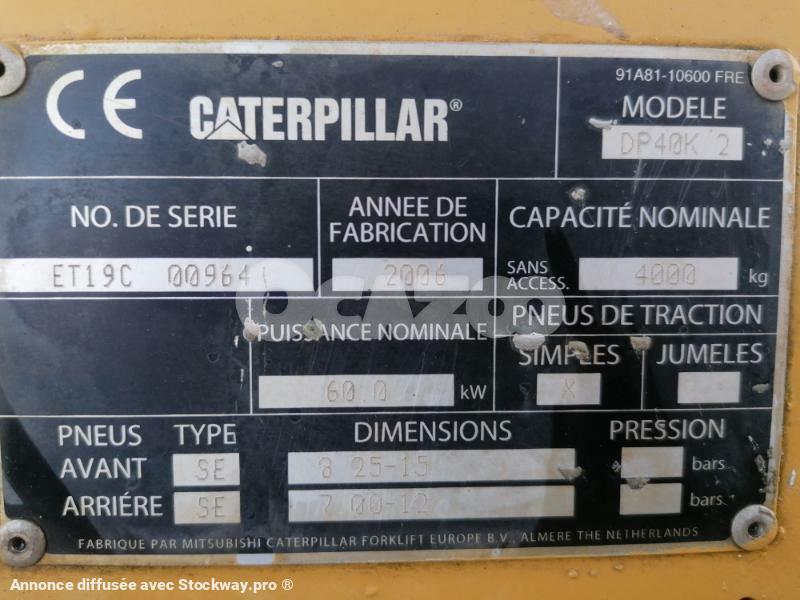 91A81-10600 FRE
CE CATERPILLAR®
MODELE
DP40K 2
NO. DE SERIE
ET19C 00964
ANNEE DE
FABRICATION
2006
CAPACITÉ NOMINALE
SANS
ACCESS. 4000 kg
OCAZOO
PUISSANCE NOMINALE
60.0 kW
PNEUS DE TRACTION
SIMPLES JUMELES
X
PNEUS TYPE DIMENSIONS PRESSION
AVANT SE 8 25-15 bars
ARRIÉRE SE 7 00-12 bars
FABRIQUE PAR MITSUBISHI CATERPILLAR FORKLIFT EUROPE B.V., ALMERE THE NETHERLANDS
Annonce diffusée avec Stockway.pro ®